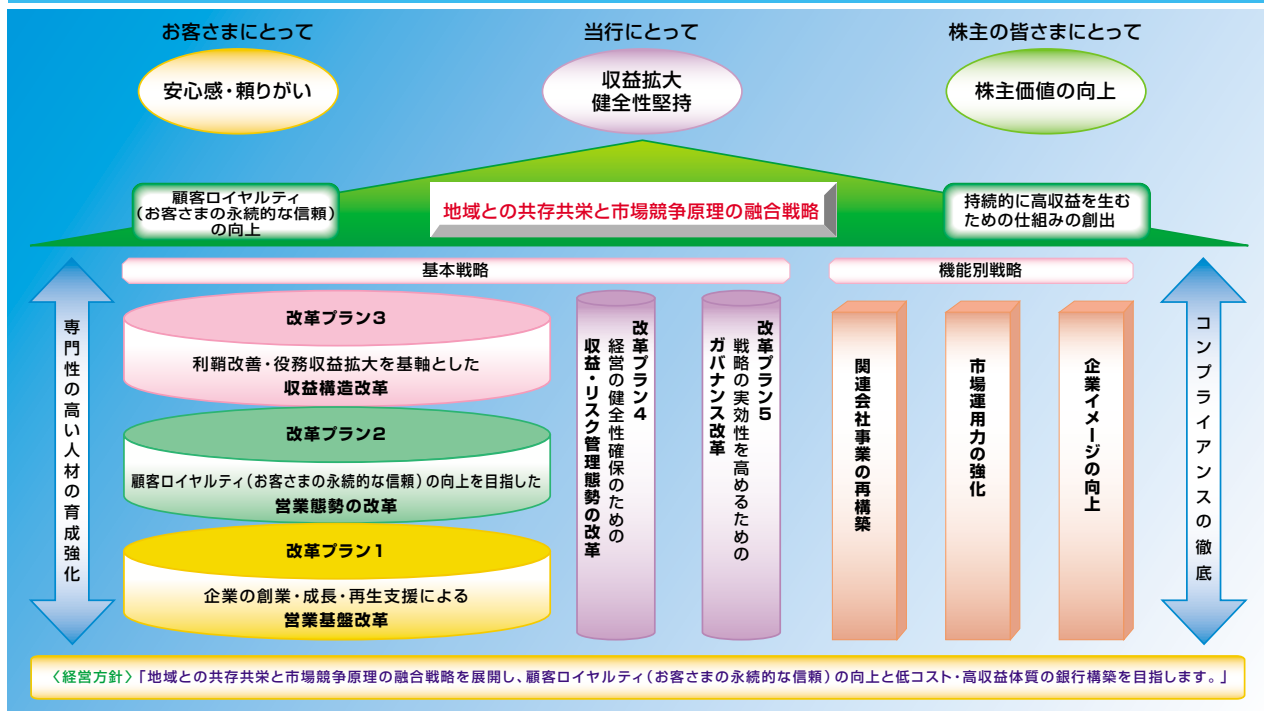 お客さまにとって
安心感・頼りがい
当行にとって
収益拡大
健全性堅持
株主の皆さまにとって
株主価値の向上
顧客ロイヤルティ
(お客さまの永続的な信頼)
の向上
地域との共存共栄と市場競争原理の融合戦略
持続的に高収益を生む
ための仕組みの創出
基本戦略
機能別戦略
専門性の高い人材の育成強化
改革プラン3
利鞘改善・役務収益拡大を基軸とした
収益構造改革
改革プラン2
顧客ロイヤルティ(お客さまの永続的な信頼)の向上を目指した
営業態勢の改革
改革プラン1
企業の創業・成長・再生支援による
営業基盤改革
改革プラン4
経営の健全性確保のための
収益・リスク管理態勢の改革
改革プラン5
戦略の実効性を高めるための
ガバナンス改革
関連会社事業の再構築
市場運用力の強化
企業イメージの向上
コンプライアンスの徹底
〈経営方針〉「地域との共存共栄と市場競争原理の融合戦略を展開し、顧客ロイヤルティ(お客さまの永続的な信頼)の向上と低コスト・高収益体質の銀行構築を目指します。」